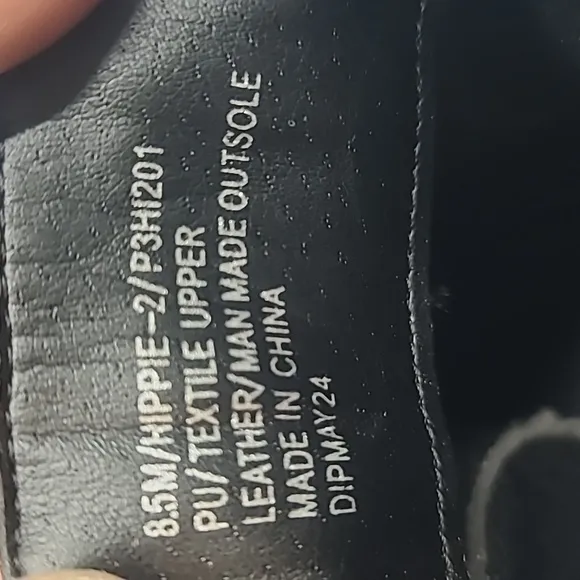 8.5M/HIPPIE-2/P3HI201
PU/TEXTILE UPPER
LEATHER/MAN MADE OUTSOLE
MADE IN CHINA
DIPMAY24